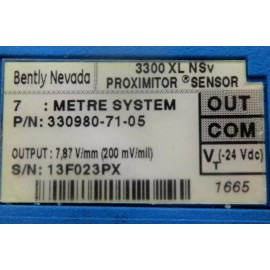 Bently Nevada
3300 XL NSv
PROXIMITOR ® SENSOR
7 : METRE SYSTEM
P/N: 330980-71-05
OUTPUT : 7,87 V/mm (200 mV/mil)
S/N: 13F023PX
OUT
COM
VT (-24 Vdc)
1665